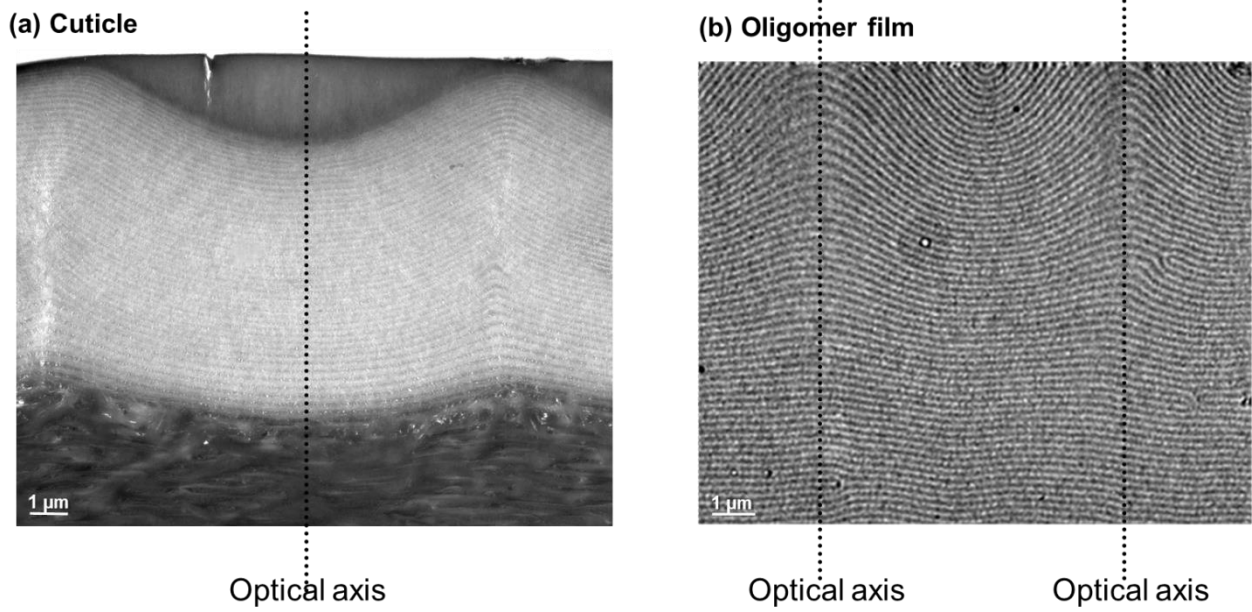 (a) Cuticle
(b) Oligomer film
1 µm
1 µm
Optical axis
Optical axis
Optical axis